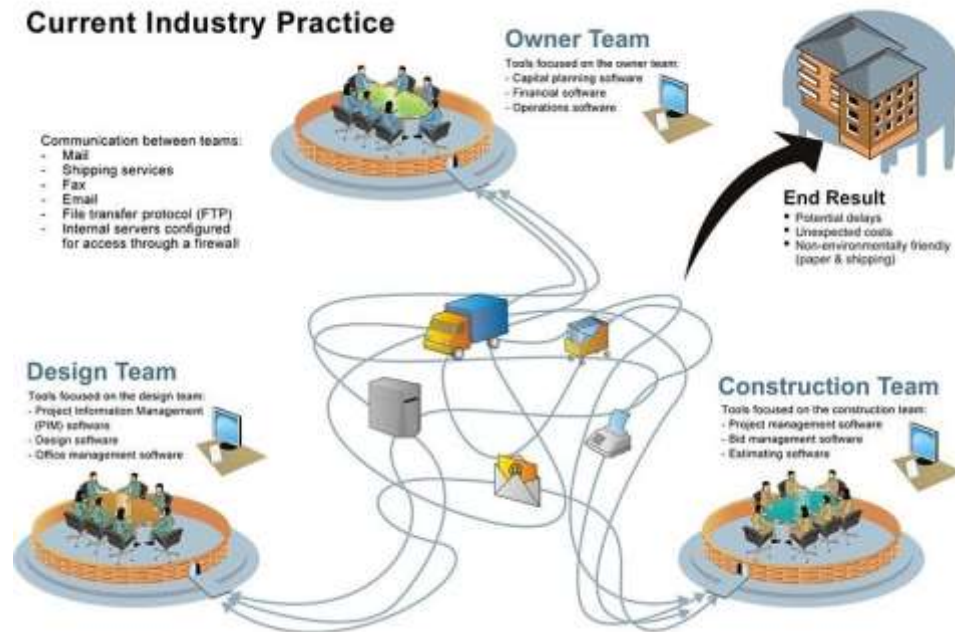 Current Industry Practice
Owner Team
Tools focused on the owner team:
- Capital planning software
- Financial software
- Operations software
Communication between teams:
- Mail
- Shipping services
- Fax
- Email
- File transfer protocol (FTP)
- Internal servers configured
for access through a firewall
End Result
• Potential delays
• Unexpected costs
• Non-environmentally friendly
(paper & shipping)
Design Team
Tools focused on the design team:
- Project Information Management
(PIM) software
- Design software
- Office management software
Construction Team
Tools focused on the construction team:
- Project management software
- Bid management software
- Estimating software
@